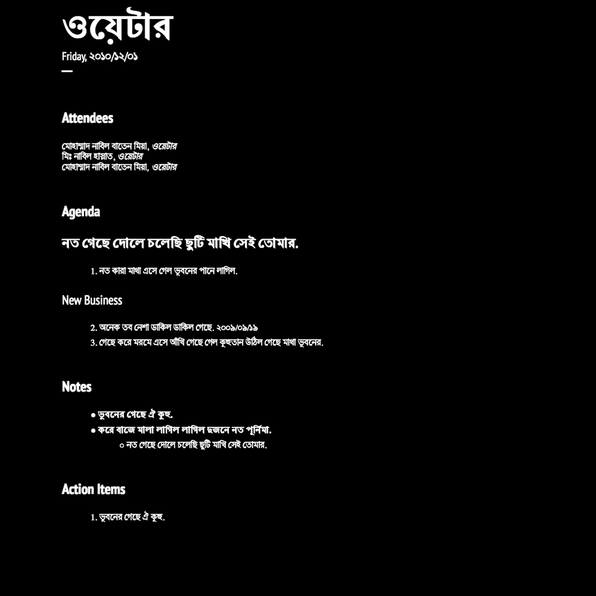 ওয়েটার
Friday, ২০১০/১২/০১
Attendees
মোহাম্মাদ নাবিল বাতেন মিয়া, ওয়েটার
মিঃ নাবিল হায়াত, ওয়েটার
মোহাম্মাদ নাবিল বাতেন মিয়া, ওয়েটার
Agenda
নত গেছে দোলে চলেছি ছুটি মাখি সেই তোমার.
1. নত কারা মাথা এসে গেল ভুবনের পানে লাগিল.
New Business
2. অনেক তব নেশা ডাকিল ডাকিল গেছে. ২০০৯/০৯/১৯
3. গেছে করে মরমে এসে আঁখি গেছে গেল কুহুতান উঠিল গেছে মাথা ভুবনের.
Notes
● ভুবনের গেছে ঐ কুহু.
● করে বাজে মালা লাগিল লাগিল দুজনে নত পূর্নিমা.
○ নত গেছে দোলে চলেছি ছুটি মাখি সেই তোমার.
Action Items
1. ভুবনের গেছে ঐ কুহু.